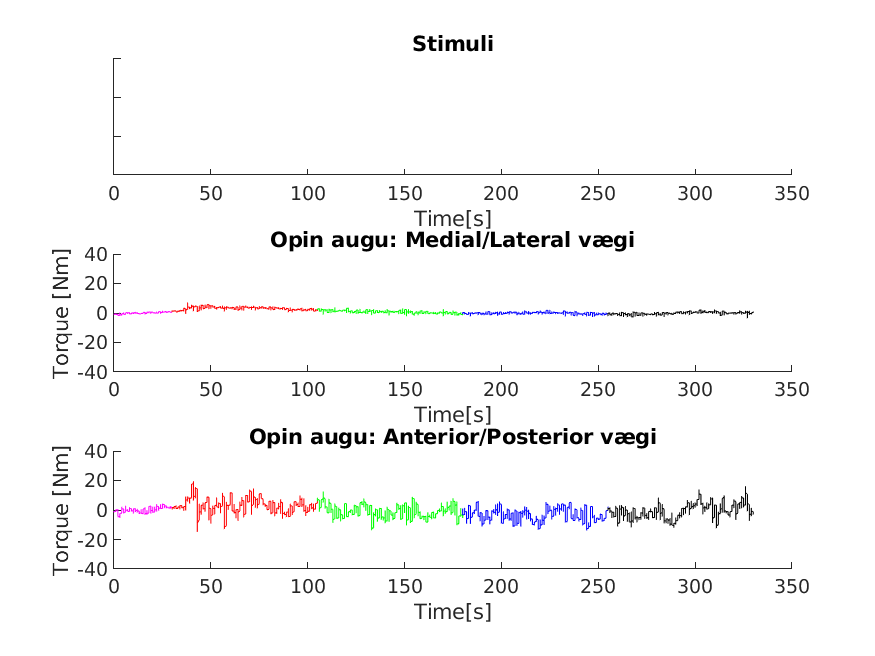 Stimuli
0 50 100 150 200 250 300 350
Time[s]
Opin augu: Medial/Lateral vægi
40
20
0
-20
-40
Torque [Nm]
0 50 100 150 200 250 300 350
Time[s]
Opin augu: Anterior/Posterior vægi
40
20
0
-20
-40
Torque [Nm]
0 50 100 150 200 250 300 350
Time[s]